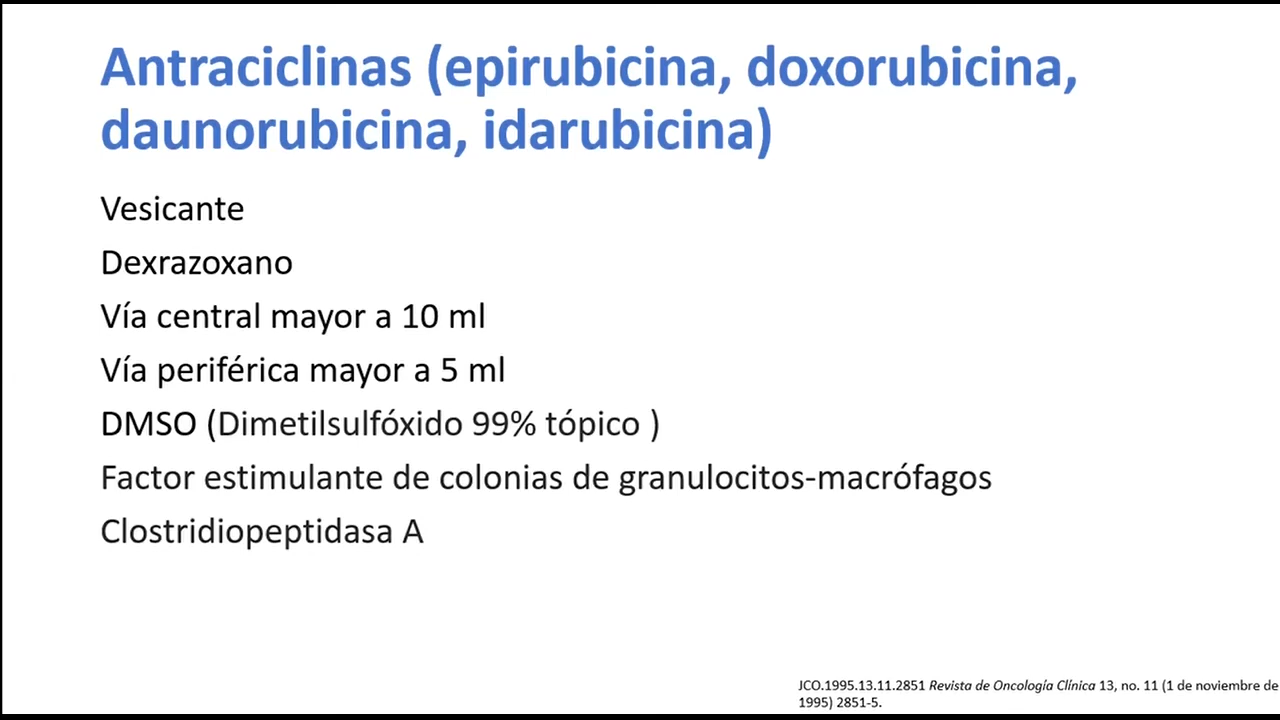 Antraciclinas (epirubicina, doxorubicina,
daunorubicina, idarubicina)
Vesicante
Dexrazoxano
Vía central mayor a 10 ml
Vía periférica mayor a 5 ml
DMSO (Dimetilsulfóxido 99% tópico )
Factor estimulante de colonias de granulocitos-macrófagos
Clostridiopeptidasa A
JCO.1995.13.11.2851 Revista de Oncología Clínica 13, no. 11 (1 de noviembre de
1995) 2851-5.